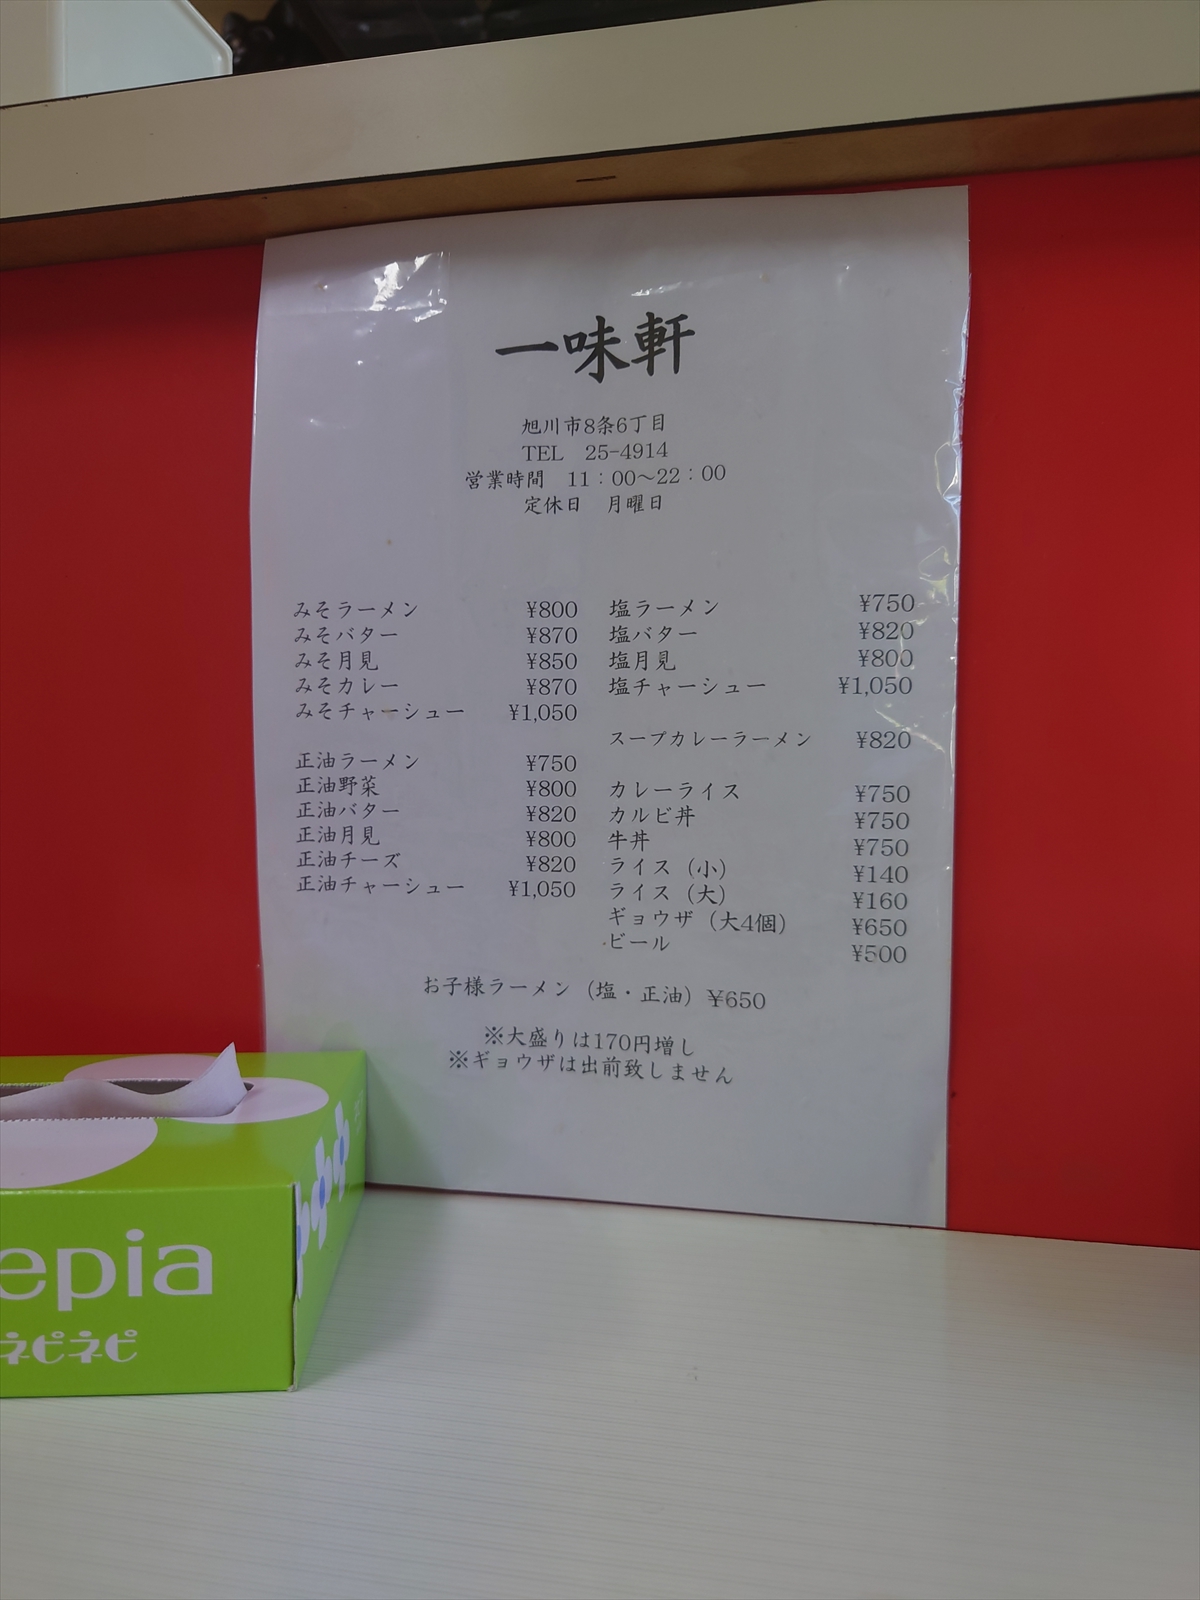 一味軒
旭川市8条6丁目
TEL 25-4914
営業時間 11：00～22：00
定休日 月曜日
みそラーメン ¥800
みそバター ¥870
みそ月見 ¥850
みそカレー ¥870
みそチャーシュー ¥1,050
正油ラーメン ¥750
正油野菜 ¥800
正油バター ¥820
正油月見 ¥800
正油チーズ ¥820
正油チャーシュー ¥1,050
塩ラーメン ¥750
塩バター ¥820
塩月見 ¥800
塩チャーシュー ¥1,050
スープカレーラーメン ¥820
カレーライス ¥750
カルビ丼 ¥750
牛丼 ¥750
ライス（小） ¥140
ライス（大） ¥160
ギョウザ（大4個） ¥650
ビール ¥500
お子様ラーメン（塩・正油）¥650
※大盛りは170円増し
※ギョウザは出前致しません
epia
ネピネピ